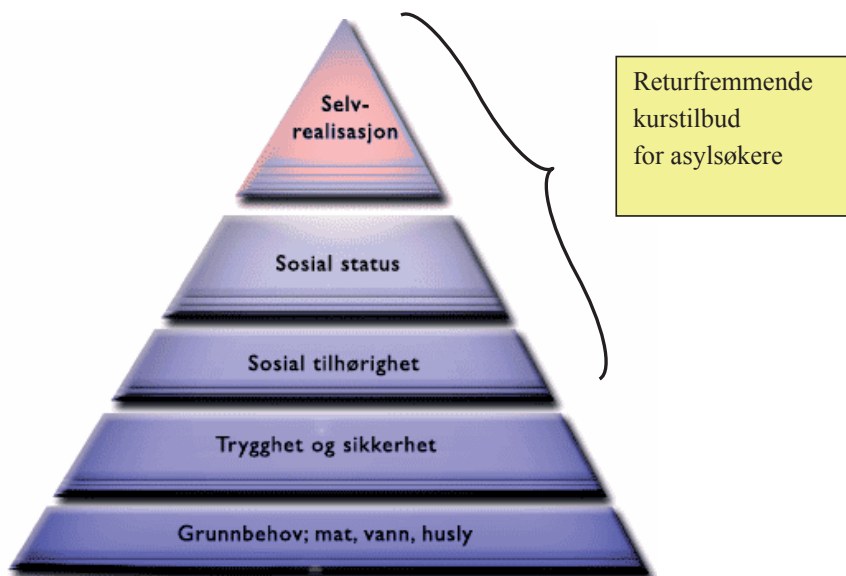 Selv-
realisasjon
Sosial status
Sosial tilhørighet
Trygghet og sikkerhet
Grunnbehov; mat, vann, husly
Returfremmende
kurstilbud
for asylsøkere